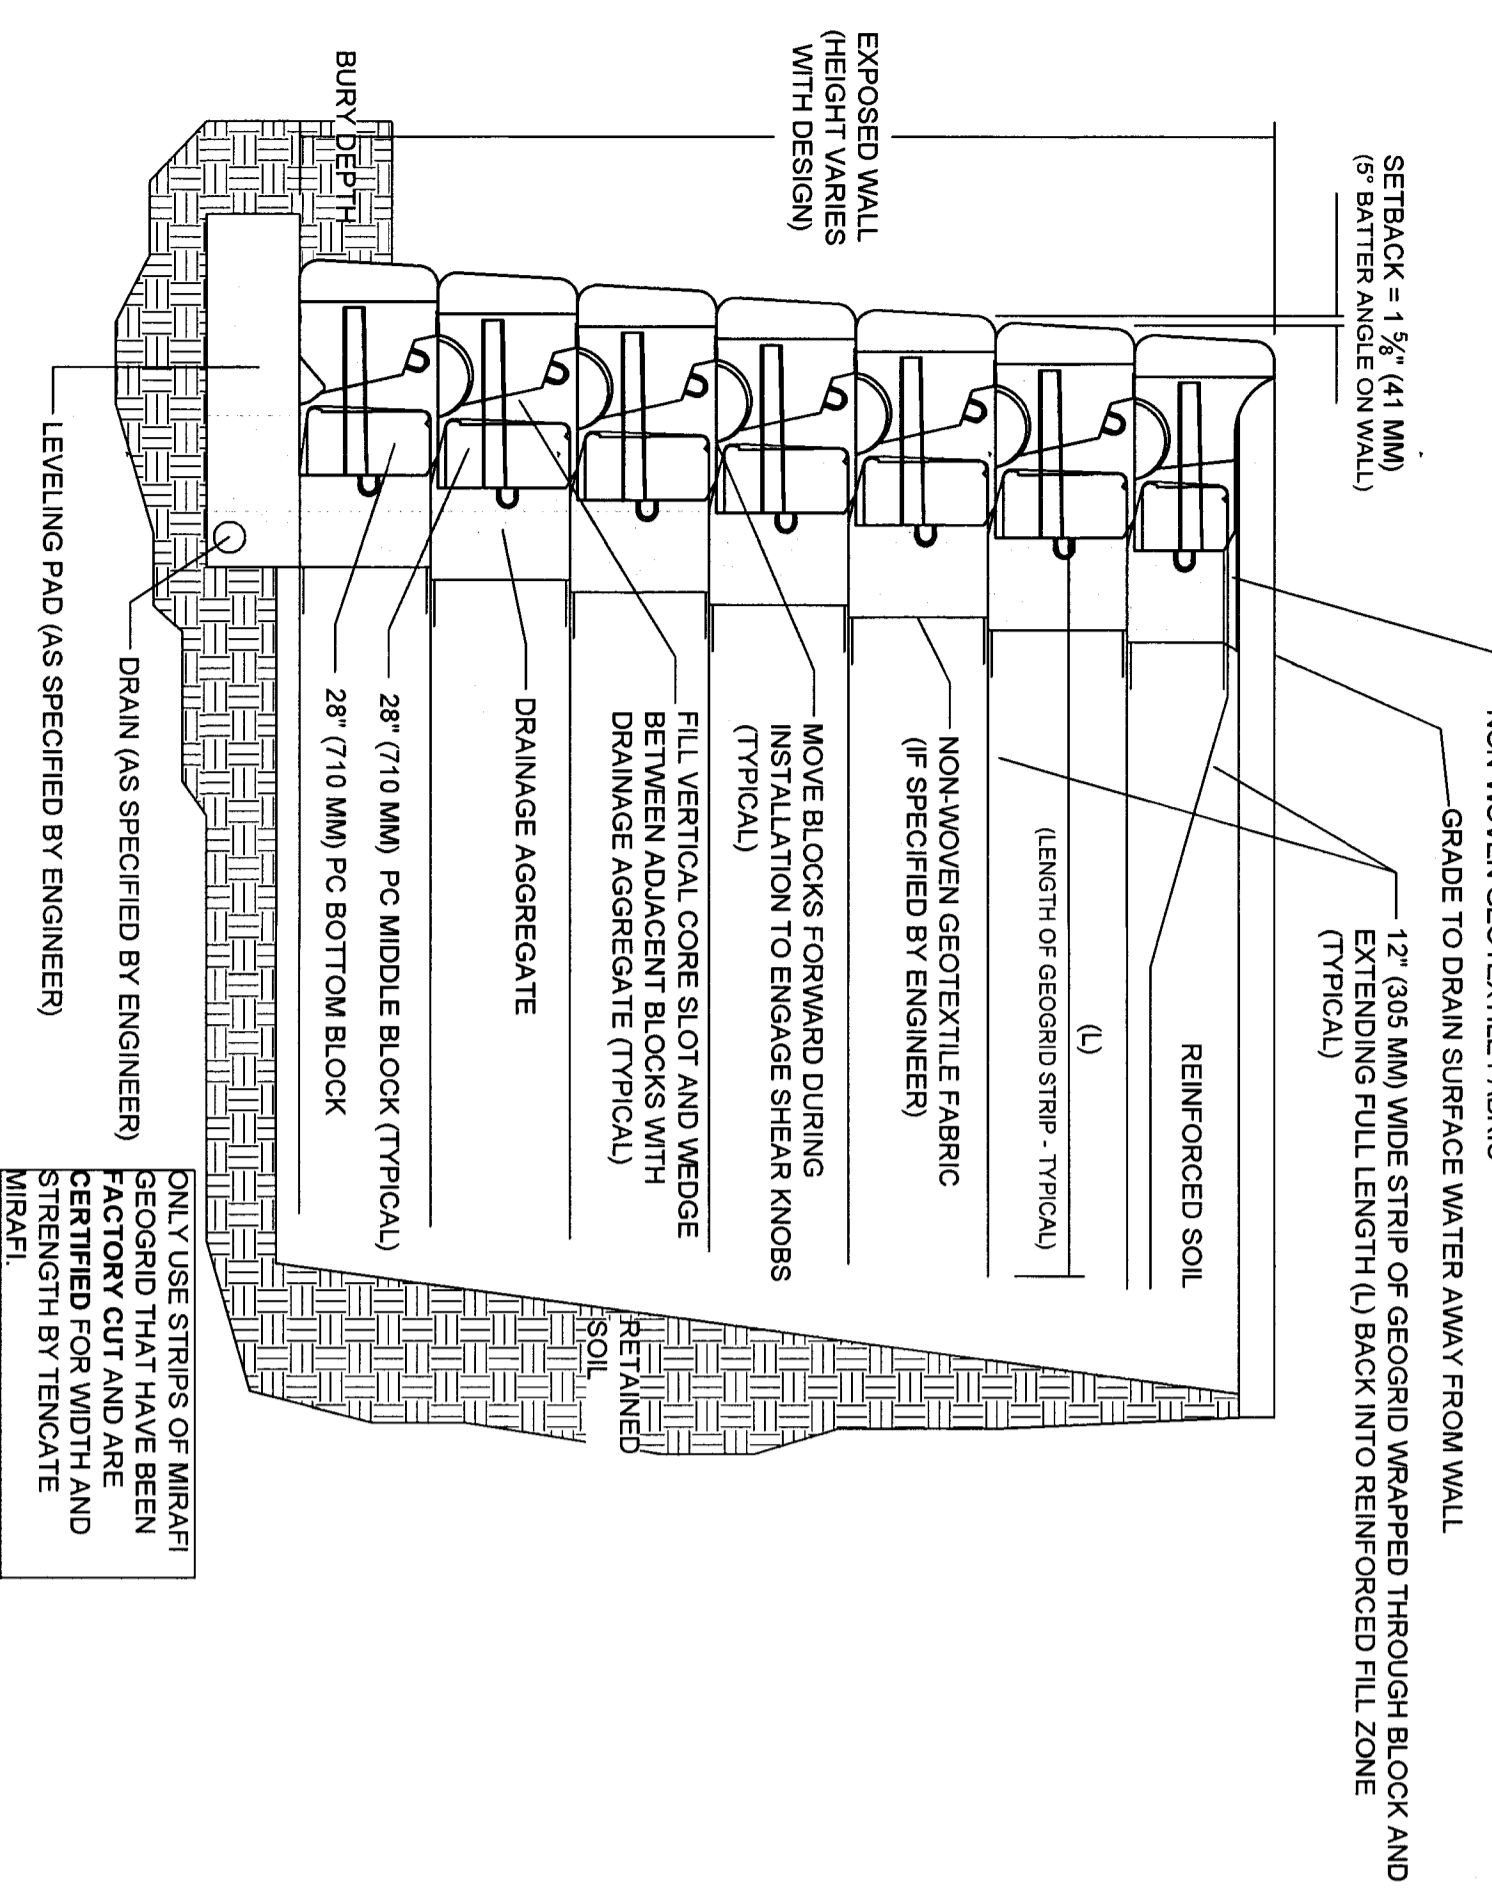 NON-WOVEN GEOTEXTILE FABRIC
GRADE TO DRAIN SURFACE WATER AWAY FROM WALL
12" (305 MM) WIDE STRIP OF GEOGRID WRAPPED THROUGH BLOCK AND
EXTENDING FULL LENGTH (L) BACK INTO REINFORCED FILL ZONE
(TYPICAL)
SETBACK = 1 5/8" (41 MM)
(5° BATTER ANGLE ON WALL)
REINFORCED SOIL
(L)
(LENGTH OF GEOGRID STRIP - TYPICAL)
EXPOSED WALL
(HEIGHT VARIES
WITH DESIGN)
NON-WOVEN GEOTEXTILE FABRIC
(IF SPECIFIED BY ENGINEER)
MOVE BLOCKS FORWARD DURING
INSTALLATION TO ENGAGE SHEAR KNOBS
(TYPICAL)
FILL VERTICAL CORE SLOT AND WEDGE
BETWEEN ADJACENT BLOCKS WITH
DRAINAGE AGGREGATE (TYPICAL)
RETAINED
SOIL
DRAINAGE AGGREGATE
28" (710 MM) PC MIDDLE BLOCK (TYPICAL)
28" (710 MM) PC BOTTOM BLOCK
BURY DEPTH
DRAIN (AS SPECIFIED BY ENGINEER)
LEVELING PAD (AS SPECIFIED BY ENGINEER)
ONLY USE STRIPS OF MIRAFI
GEOGRID THAT HAVE BEEN
FACTORY CUT AND ARE
CERTIFIED FOR WIDTH AND
STRENGTH BY TENCATE
MIRAFI.